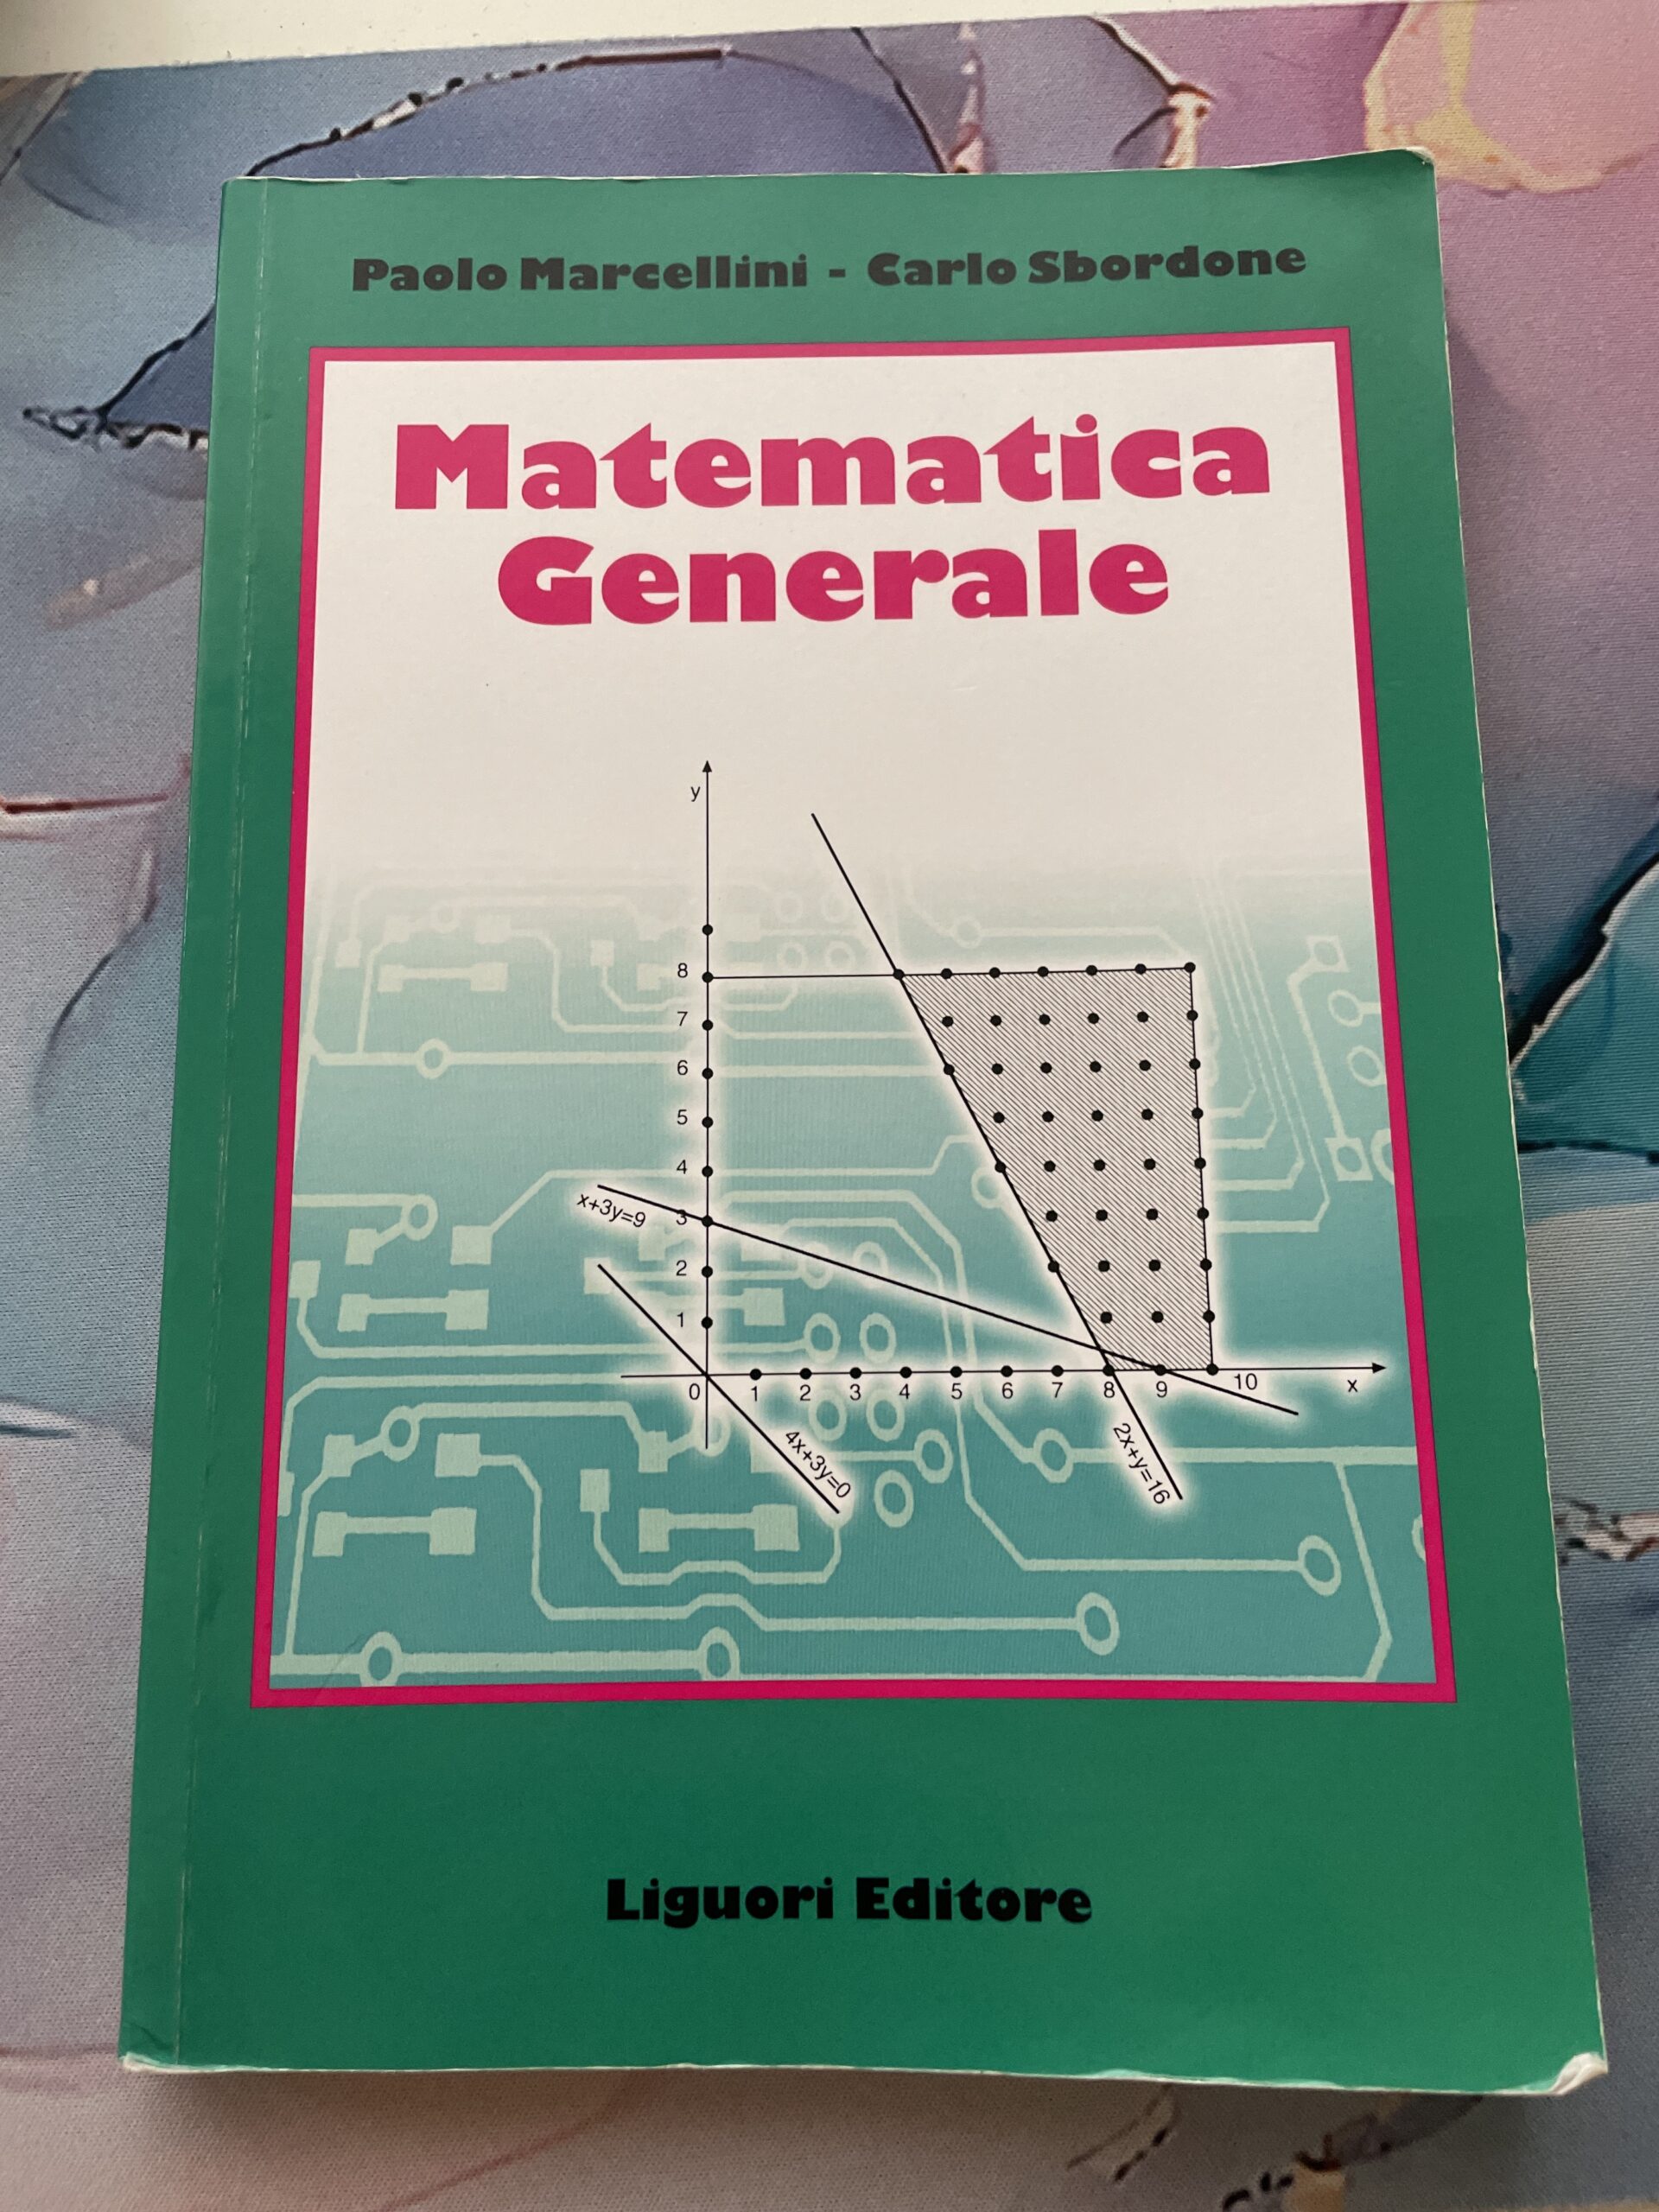 Paolo Marcellini - Carlo Sbordone
Matematica
Generale
y
8
7
6
5
4
x+3y=9
3
2
1
0 1 2 3 4 5 6 7 8 9 10 x
4x+3y=0
2x+y=16
Liguori Editore